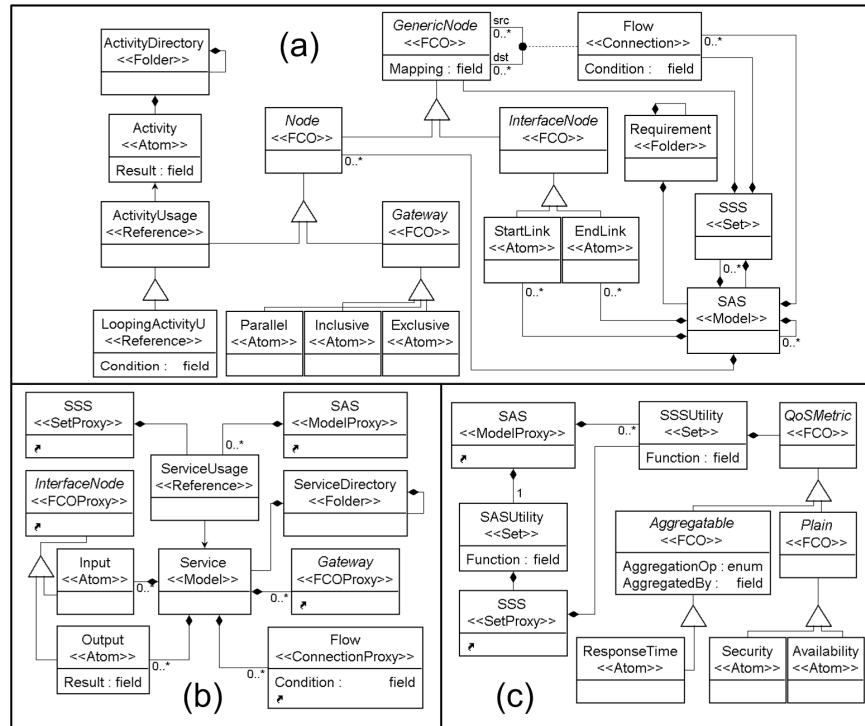 (a)
ActivityDirectory
<<Folder>>
Activity
<<Atom>>
Result : field
ActivityUsage
<<Reference>>
LoopingActivityU
<<Reference>>
Condition : field
GenericNode
<<FCO>>
Mapping : field
src
0..*
dst
0..*
Flow
<<Connection>>
Condition : field
0..*
Node
<<FCO>>
0..*
InterfaceNode
<<FCO>>
Requirement
<<Folder>>
Gateway
<<FCO>>
StartLink
<<Atom>>
0..*
EndLink
<<Atom>>
0..*
SSS
<<Set>>
0..*
SAS
<<Model>>
0..*
Parallel
<<Atom>>
Inclusive
<<Atom>>
Exclusive
<<Atom>>
SSS
<<SetProxy>>
SAS
<<ModelProxy>>
0..*
ServiceUsage
<<Reference>>
InterfaceNode
<<FCOProxy>>
ServiceDirectory
<<Folder>>
Input
<<Atom>>
0..*
Service
<<Model>>
0..*
Gateway
<<FCOProxy>>
Output
<<Atom>>
Result : field
0..*
0..*
Flow
<<ConnectionProxy>>
Condition : field
(b)
SAS
<<ModelProxy>>
0..*
SSSUtility
<<Set>>
Function : field
QoSMetric
<<FCO>>
1
SASUtility
<<Set>>
Function : field
SSS
<<SetProxy>>
Aggregatable
<<FCO>>
AggregationOp : enum
AggregatedBy : field
Plain
<<FCO>>
ResponseTime
<<Atom>>
Security
<<Atom>>
Availability
<<Atom>>
(c)